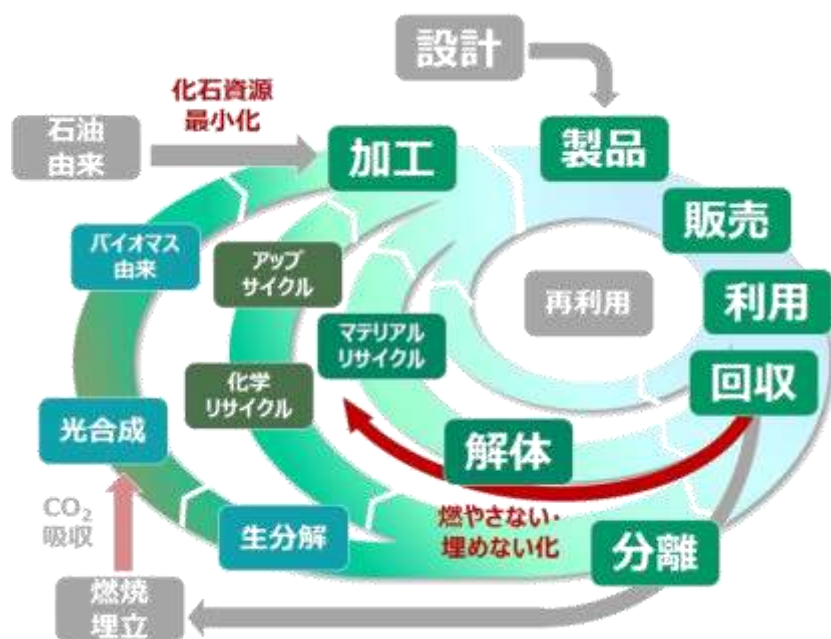 設計
化石資源
最小化
石油
由来
加工
製品
販売
バイオマス
由来
アップ
サイクル
再利用
利用
マテリアル
リサイクル
回収
化学
リサイクル
光合成
解体
CO₂
吸収
生分解
燃やさない・
埋めない化
分離
燃焼
埋立